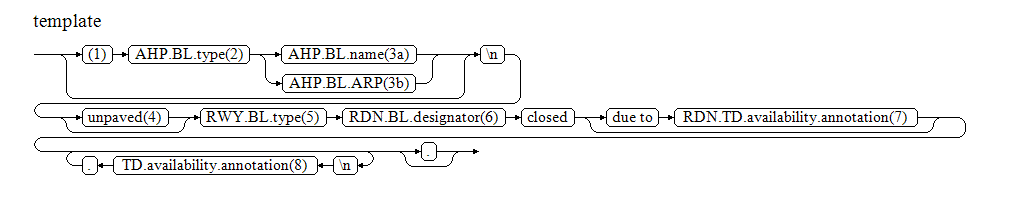 template
(1) AHP.BL.type(2) AHP.BL.name(3a) \n
AHP.BL.ARP(3b)
unpaved(4) RWY.BL.type(5) RDN.BL.designator(6) closed due to RDN.TD.availability.annotation(7)
.
. TD.availability.annotation(8) \n